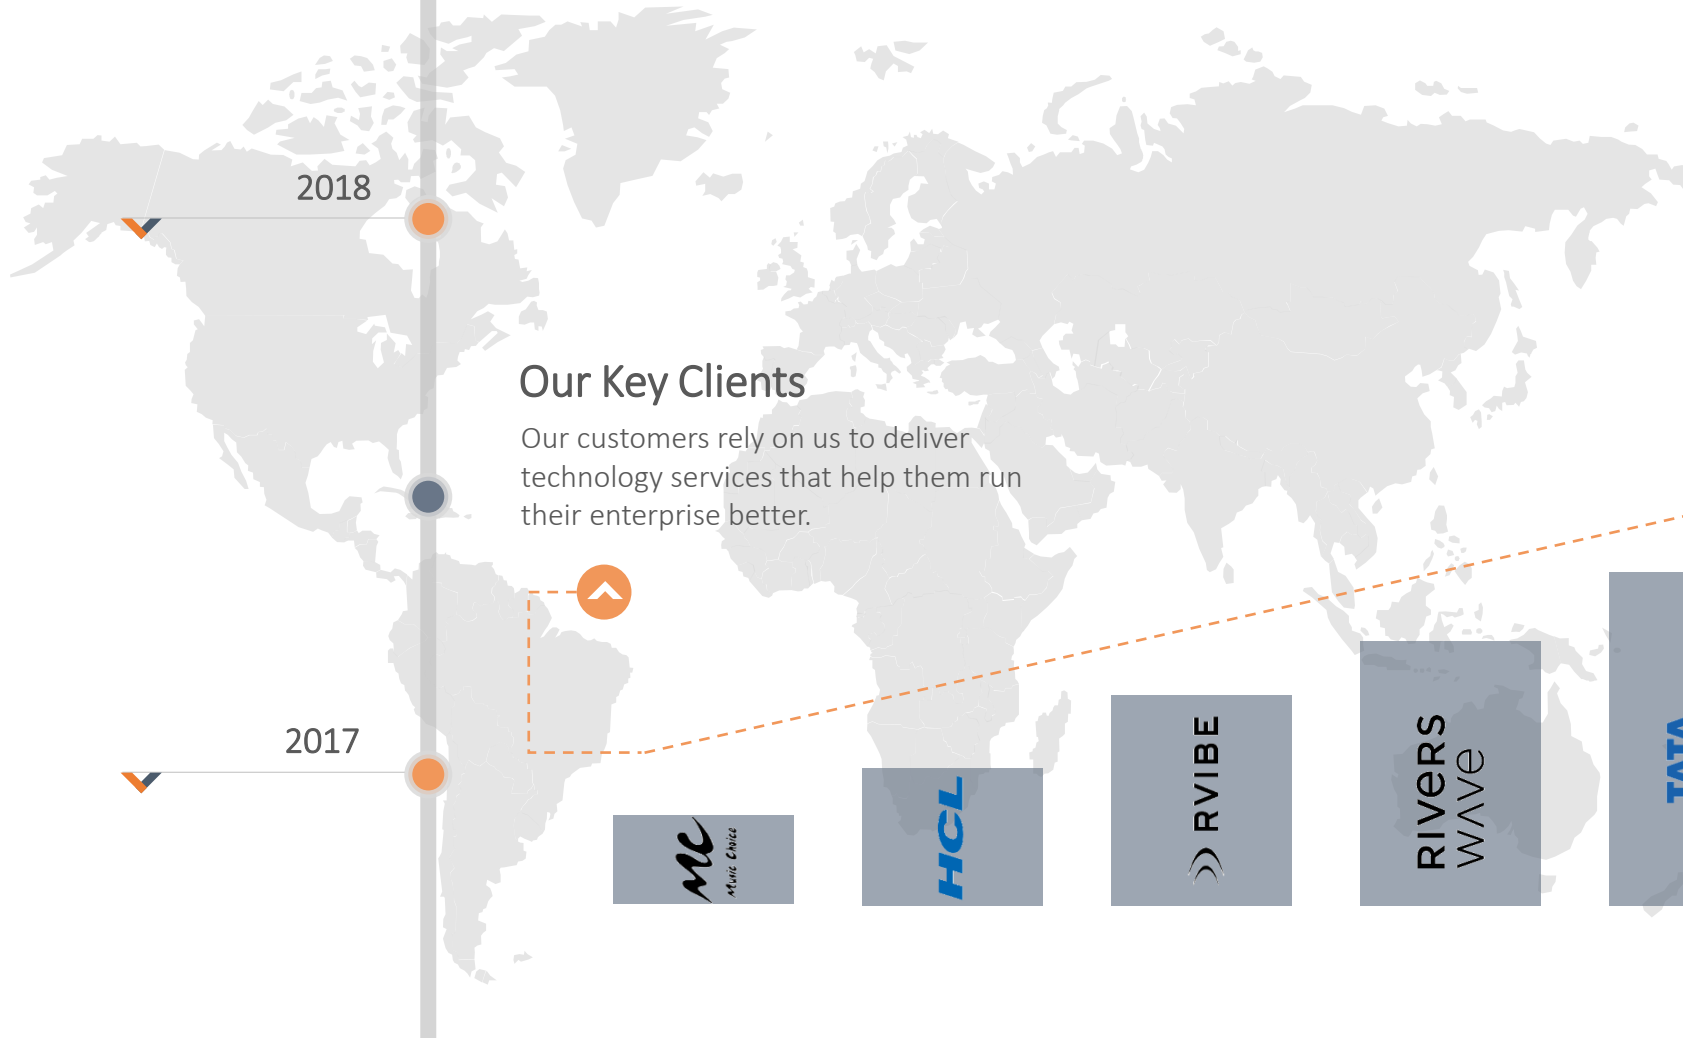 2018
Our Key Clients
Our customers rely on us to deliver
technology services that help them run
their enterprise better.
2017
MC
Music Choice
HCL
RVIBE
RIVERS
WAVE
TATA